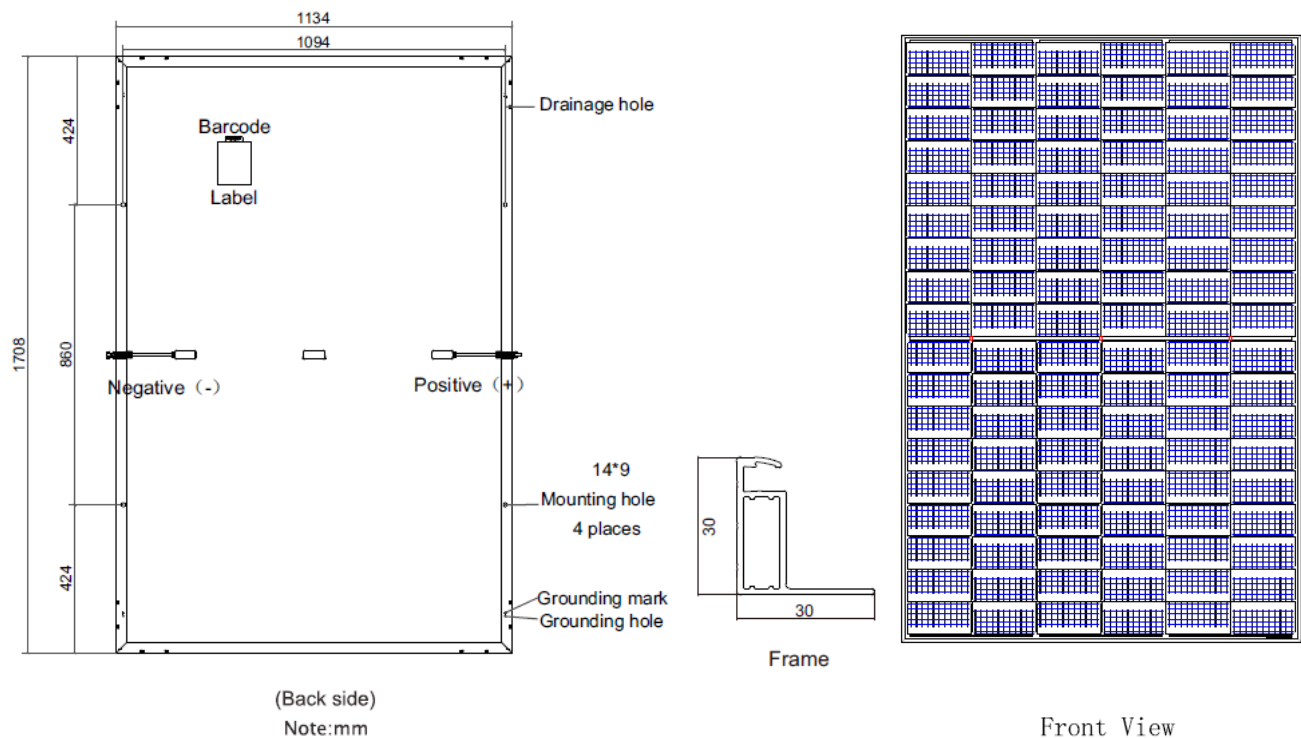 1134
1094
Drainage hole
424
Barcode
Label
1708
860
Negative（-）
Positive（+）
14*9
Mounting hole
4 places
30
424
Grounding mark
Grounding hole
30
Frame
(Back side)
Note:mm
Front View